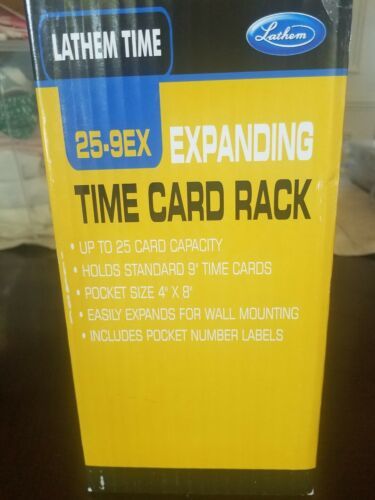 LATHEM TIME
Lathem
25-9EX EXPANDING
TIME CARD RACK
• UP TO 25 CARD CAPACITY
• HOLDS STANDARD 9" TIME CARDS
• POCKET SIZE 4" X 8"
• EASILY EXPANDS FOR WALL MOUNTING
• INCLUDES POCKET NUMBER LABELS